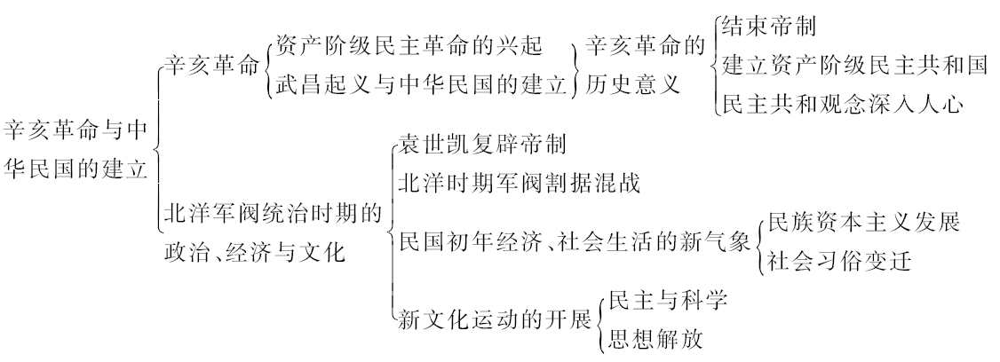 辛亥革命与中
华民国的建立
辛亥革命
资产阶级民主革命的兴起
武昌起义与中华民国的建立
辛亥革命的
历史意义
结束帝制
建立资产阶级民主共和国
民主共和观念深入人心
北洋军阀统治时期的
政治、经济与文化
袁世凯复辟帝制
北洋时期军阀割据混战
民国初年经济、社会生活的新气象
民族资本主义发展
社会习俗变迁
新文化运动的开展
民主与科学
思想解放